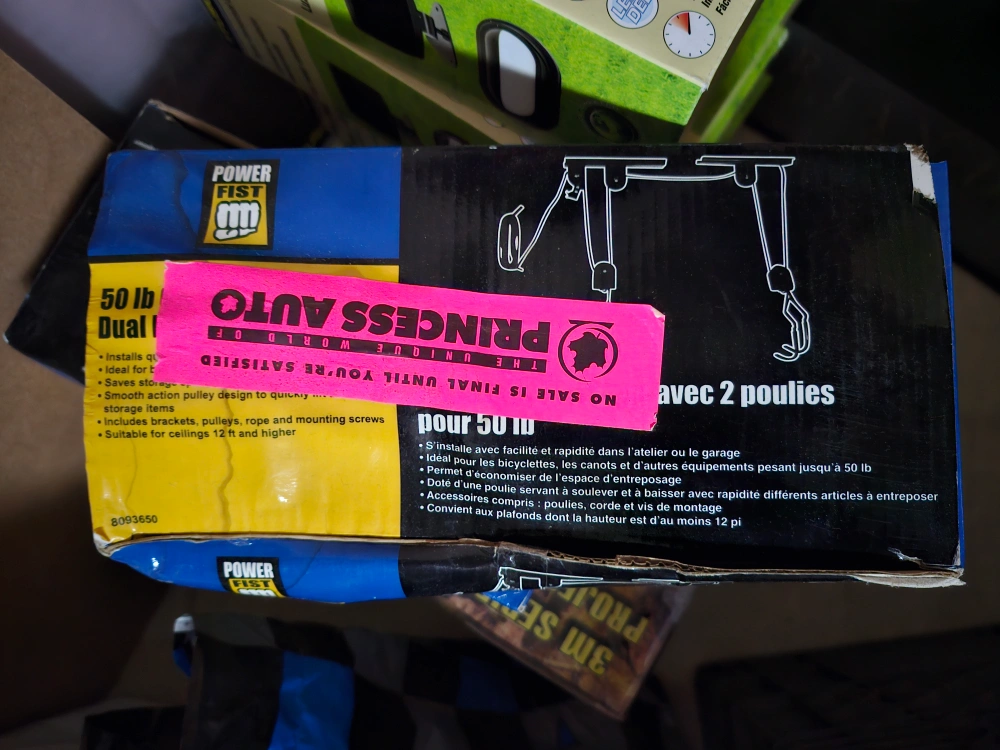 POWER
FIST
50 lb
Dual
• Installs
• Ideal for
• Saves storage
• Smooth action pulley design to quickly
storage items
• Includes brackets, pulleys, rope and mounting screws
• Suitable for ceilings 12 ft and higher
8093650
NO SALE IS FINAL UNTIL YOU'RE SATISFIED
THE UNIQUE WORLD OF
PRINCESS AUTO
avec 2 poulies
pour 50 lb
• S'installe avec facilité et rapidité dans l'atelier ou le garage
• Idéal pour les bicyclettes, les canots et d'autres équipements pesant jusqu'à 50 lb
• Permet d'économiser de l'espace d'entreposage
• Doté d'une poulie servant à soulever et à baisser avec rapidité différents articles à entreposer
• Accessoires compris : poulies, corde et vis de montage
• Convient aux plafonds dont la hauteur est d'au moins 12 pi
POWER
FIST
3M